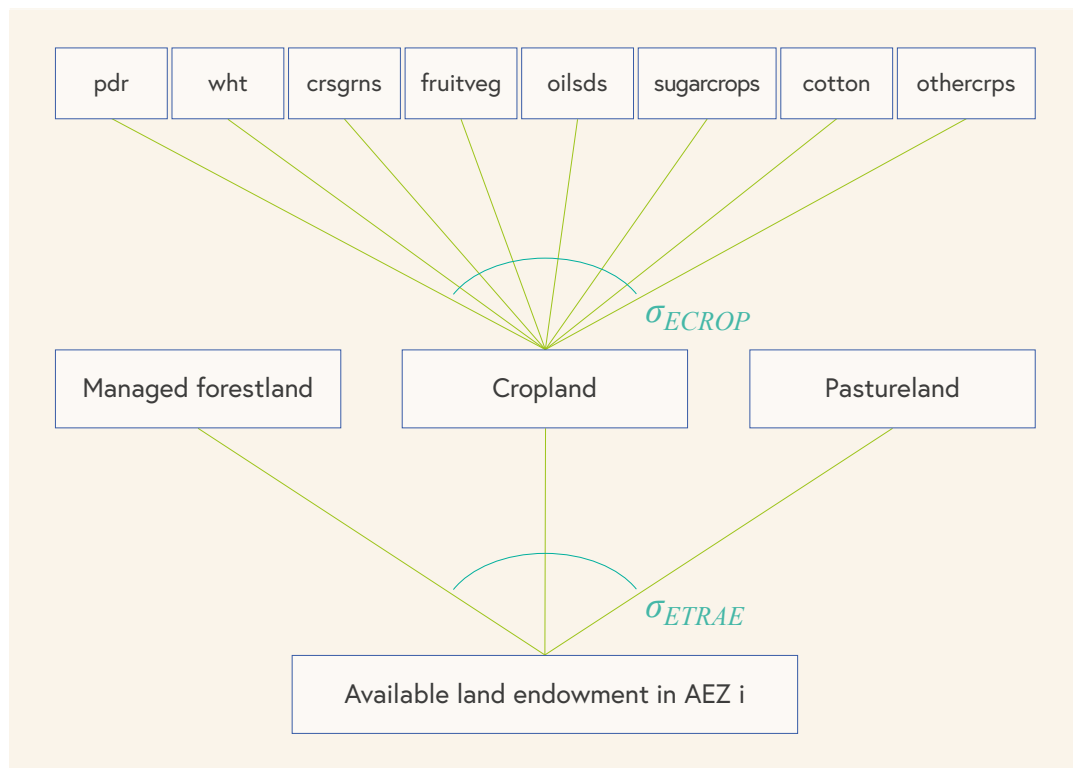 pdr
wht
crsgrns
fruitveg
oilsds
sugarcrops
cotton
othercrps
σECROP
Managed forestland
Cropland
Pastureland
σETRAE
Available land endowment in AEZ i